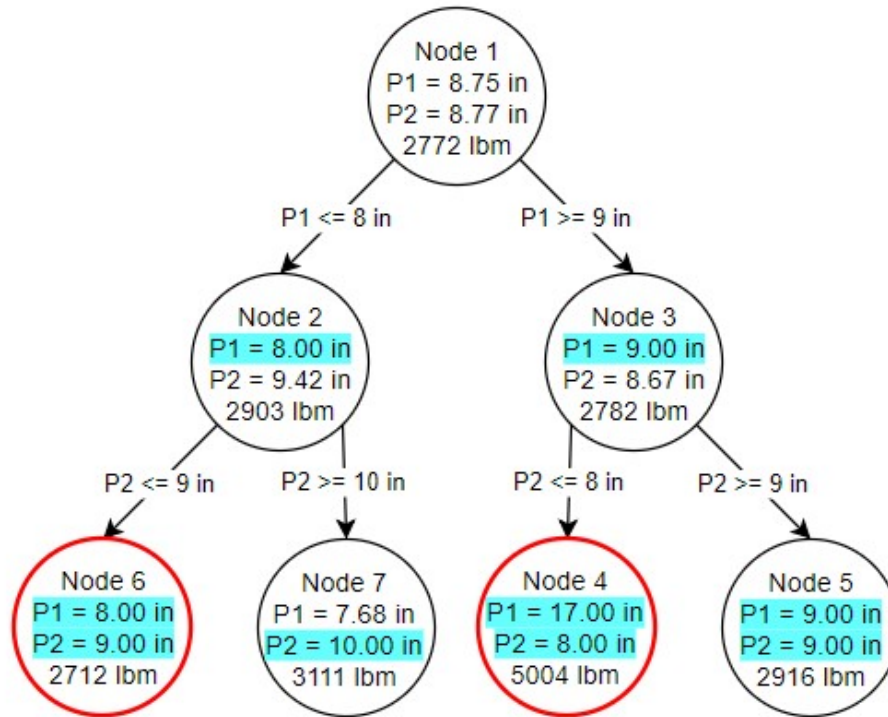 Node 1
P1 = 8.75 in
P2 = 8.77 in
2772 lbm
P1 <= 8 in
P1 >= 9 in
Node 2
P1 = 8.00 in
P2 = 9.42 in
2903 lbm
Node 3
P1 = 9.00 in
P2 = 8.67 in
2782 lbm
P2 <= 9 in
P2 >= 10 in
P2 <= 8 in
P2 >= 9 in
Node 6
P1 = 8.00 in
P2 = 9.00 in
2712 lbm
Node 7
P1 = 7.68 in
P2 = 10.00 in
3111 lbm
Node 4
P1 = 17.00 in
P2 = 8.00 in
5004 lbm
Node 5
P1 = 9.00 in
P2 = 9.00 in
2916 lbm